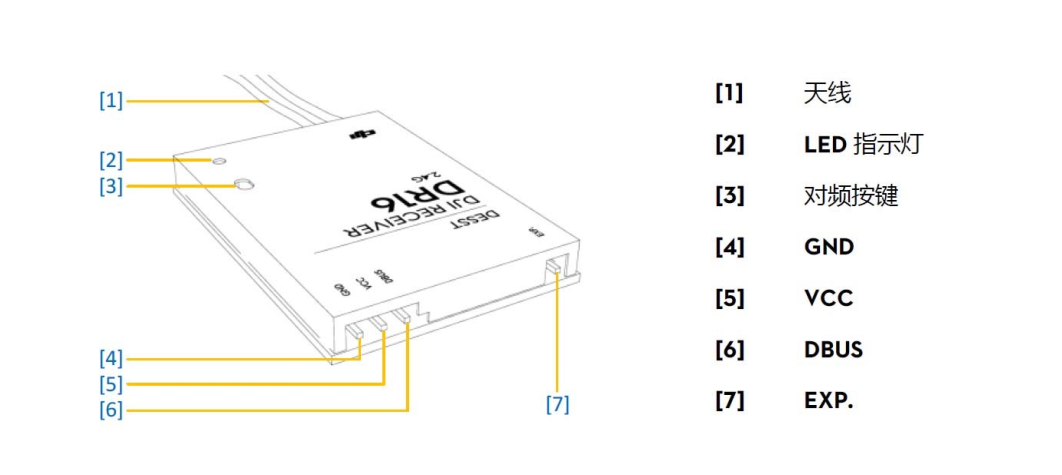 [1]
[2]
[3]
2.4G
DR16
DJI RECEIVER
DESST
EXP.
GND
VCC
DBUS
[4]
[5]
[6]
[7]
[1] 天线
[2] LED 指示灯
[3] 对频按键
[4] GND
[5] VCC
[6] DBUS
[7] EXP.